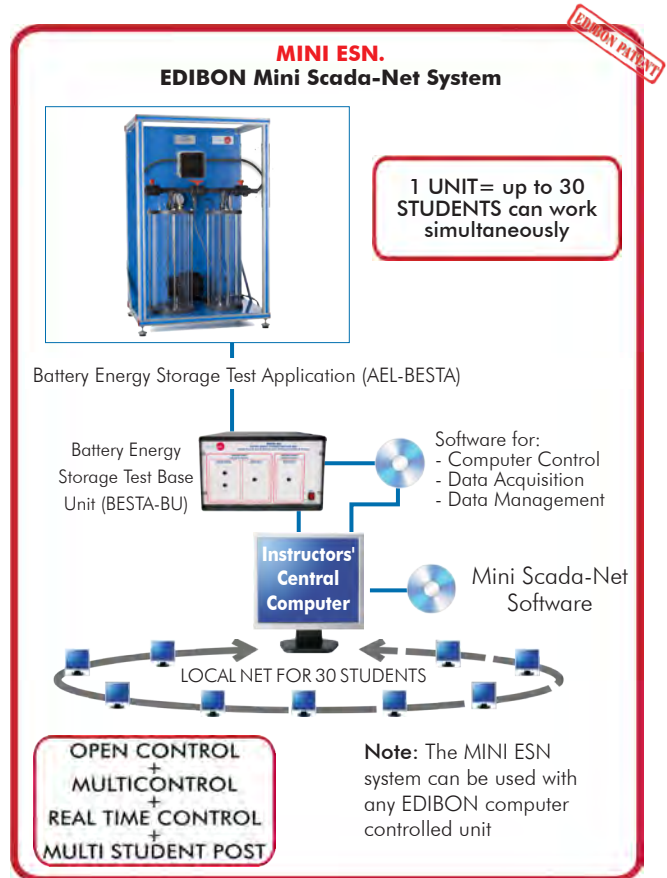 EDIBON PATENT
MINI ESN.
EDIBON Mini Scada-Net System
1 UNIT= up to 30
STUDENTS can work
simultaneously
Battery Energy Storage Test Application (AEL-BESTA)
Battery Energy
Storage Test Base
Unit (BESTA-BU)
Software for:
- Computer Control
- Data Acquisition
- Data Management
Instructors'
Central
Computer
Mini Scada-Net
Software
LOCAL NET FOR 30 STUDENTS
OPEN CONTROL
+
MULTICONTROL
+
REAL TIME CONTROL
+
MULTI STUDENT POST
Note: The MINI ESN
system can be used with
any EDIBON computer
controlled unit